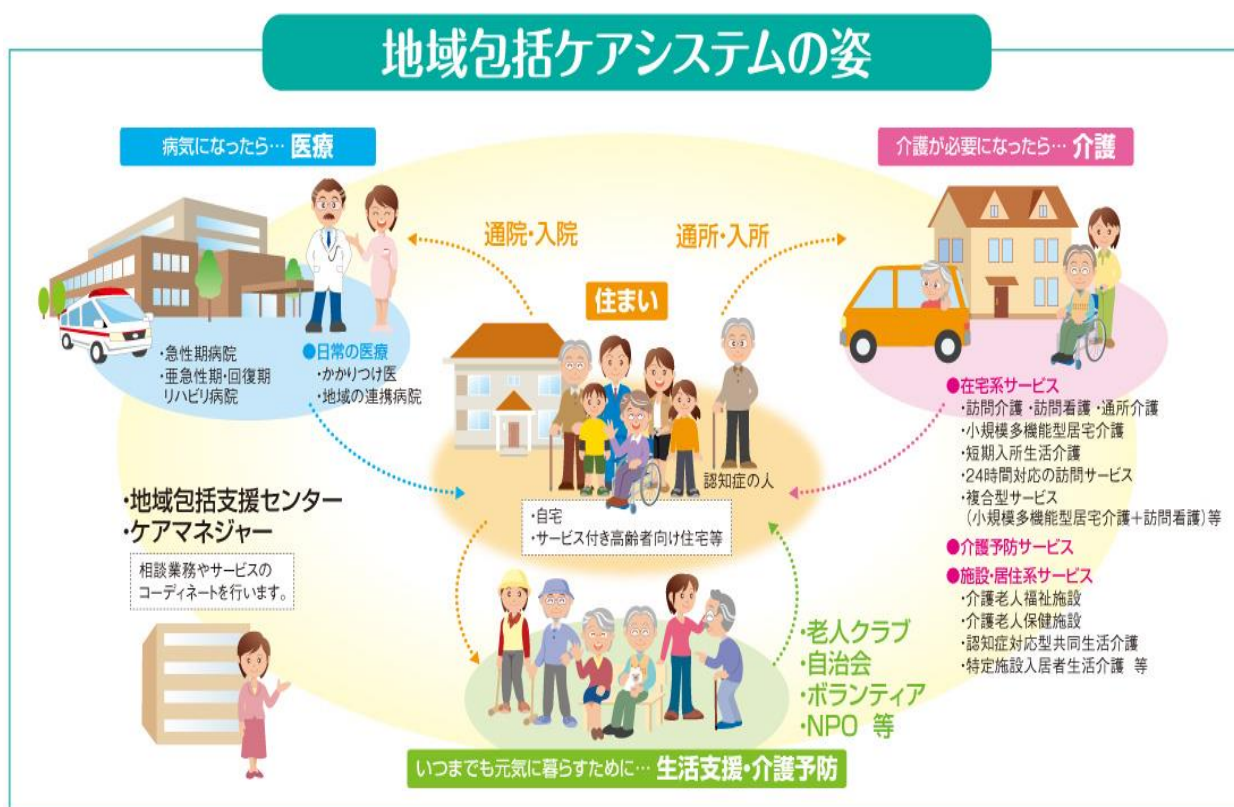 地域包括ケアシステムの姿
病気になったら… 医療
介護が必要になったら… 介護
通院・入院
通所・入所
住まい
・急性期病院
・亜急性期・回復期
リハビリ病院
●日常の医療
・かかりつけ医
・地域の連携病院
認知症の人
・自宅
・サービス付き高齢者向け住宅等
●在宅系サービス
・訪問介護 ・訪問看護 ・通所介護
・小規模多機能型居宅介護
・短期入所生活介護
・24時間対応の訪問サービス
・複合型サービス
(小規模多機能型居宅介護+訪問看護)等
●介護予防サービス
●施設・居住系サービス
・介護老人福祉施設
・介護老人保健施設
・認知症対応型共同生活介護
・特定施設入居者生活介護 等
・地域包括支援センター
・ケアマネジャー
相談業務やサービスの
コーディネートを行います。
・老人クラブ
・自治会
・ボランティア
・NPO 等
いつまでも元気に暮らすために… 生活支援・介護予防